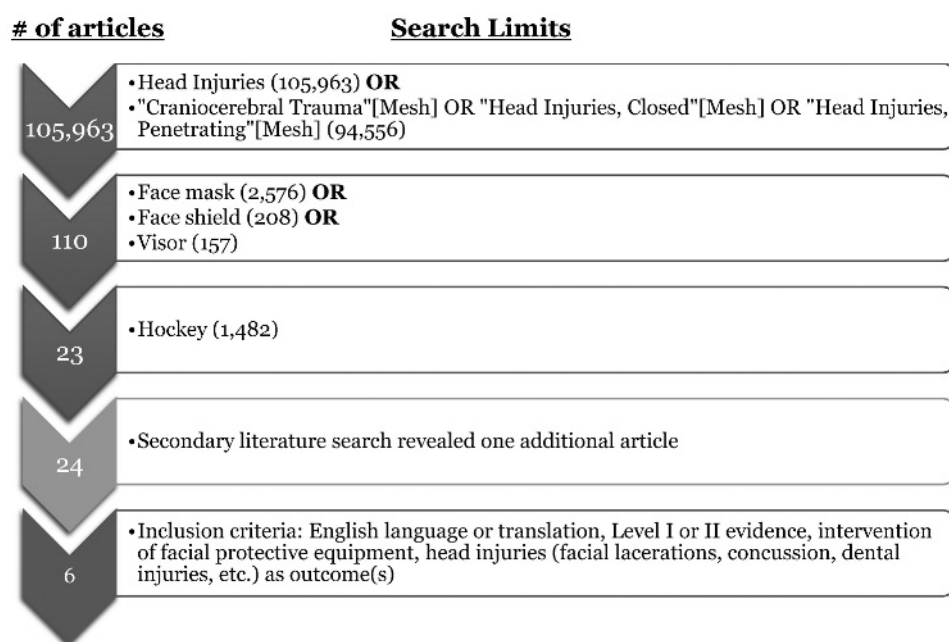 # of articles
Search Limits
105,963
•Head Injuries (105,963) OR
•"Craniocerebral Trauma"[Mesh] OR "Head Injuries, Closed"[Mesh] OR "Head Injuries,
Penetrating"[Mesh] (94,556)
110
•Face mask (2,576) OR
•Face shield (208) OR
•Visor (157)
23
•Hockey (1,482)
24
•Secondary literature search revealed one additional article
6
•Inclusion criteria: English language or translation, Level I or II evidence, intervention
of facial protective equipment, head injuries (facial lacerations, concussion, dental
injuries, etc.) as outcome(s)